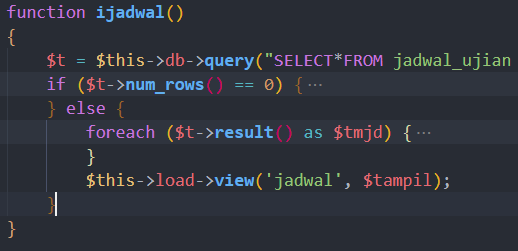 function ijadwal()
{
$t = $this->db->query("SELECT*FROM jadwal_ujian
if ($t->num_rows() == 0) {···
} else {
foreach ($t->result() as $tmjd) {···
}
$this->load->view('jadwal', $tampil);
}
}